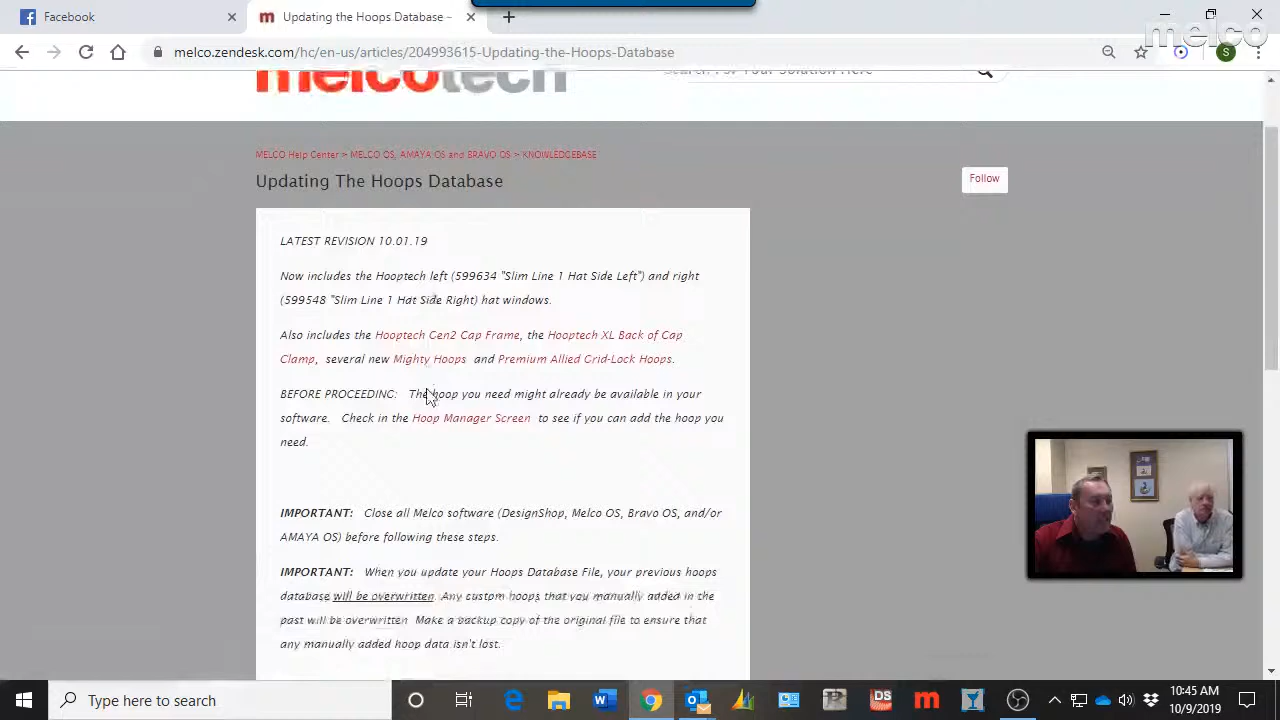 Facebook
Updating the Hoops Database –
melco
melco.zendesk.com/hc/en-us/articles/204993615-Updating-the-Hoops-Database
S
melcotech
MELCO Help Center > MELCO OS, AMAYA OS and BRAVO OS > KNOWLEDGEBASE
Updating The Hoops Database
Follow
LATEST REVISION 10.01.19
Now includes the Hooptech left (599634 "Slim Line 1 Hat Side Left") and right
(599548 "Slim Line 1 Hat Side Right) hat windows.
Also includes the Hooptech Gen2 Cap Frame, the Hooptech XL Back of Cap
Clamp, several new Mighty Hoops and Premium Allied Grid-Lock Hoops.
BEFORE PROCEEDING: The hoop you need might already be available in your
software. Check in the Hoop Manager Screen to see if you can add the hoop you
need.
IMPORTANT: Close all Melco software (DesignShop, Melco OS, Bravo OS, and/or
AMAYA OS) before following these steps.
IMPORTANT: When you update your Hoops Database File, your previous hoops
database will be overwritten. Any custom hoops that you manually added in the
past will be overwritten Make a backup copy of the original file to ensure that
any manually added hoop data isn't lost.
Type here to search
DS
10:45 AM
10/9/2019